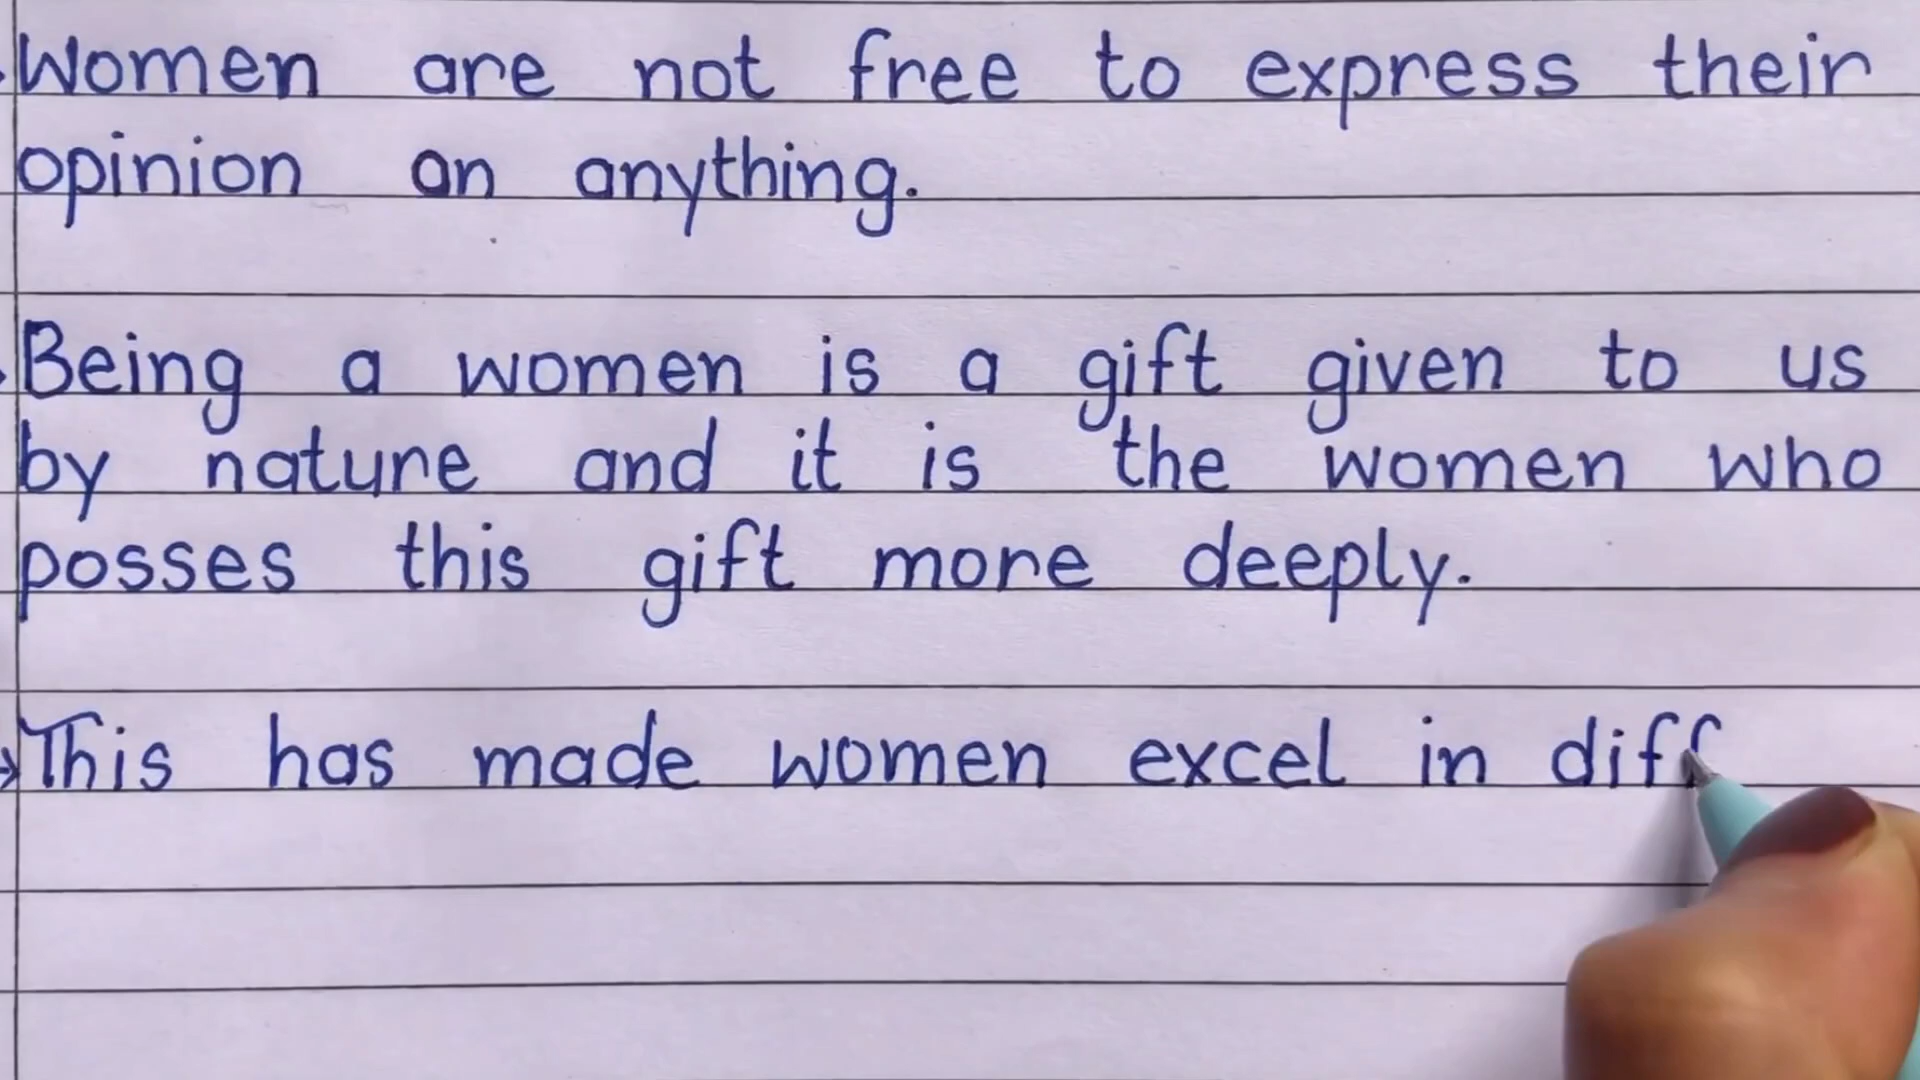 Women are not free to express their
opinion on anything.
Being a women is a gift given to us
by nature and it is the women who
posses this gift more deeply.
This has made women excel in diff